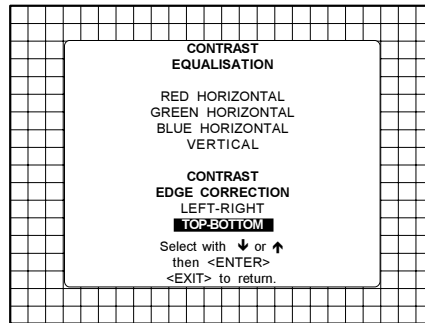 CONTRAST
EQUALISATION
RED HORIZONTAL
GREEN HORIZONTAL
BLUE HORIZONTAL
VERTICAL
CONTRAST
EDGE CORRECTION
LEFT-RIGHT
TOP-BOTTOM
Select with ↓ or ↑
then <ENTER>
<EXIT> to return.